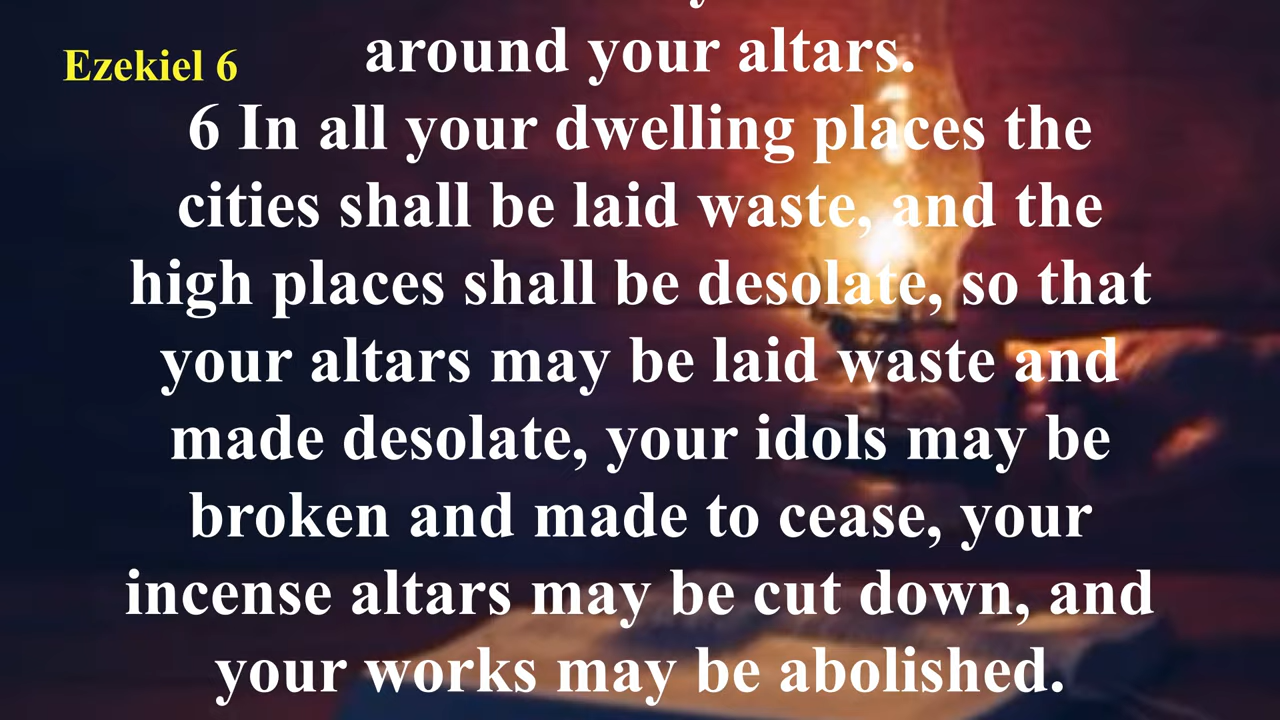 Ezekiel 6
around your altars.
6 In all your dwelling places the
cities shall be laid waste, and the
high places shall be desolate, so that
your altars may be laid waste and
made desolate, your idols may be
broken and made to cease, your
incense altars may be cut down, and
your works may be abolished.